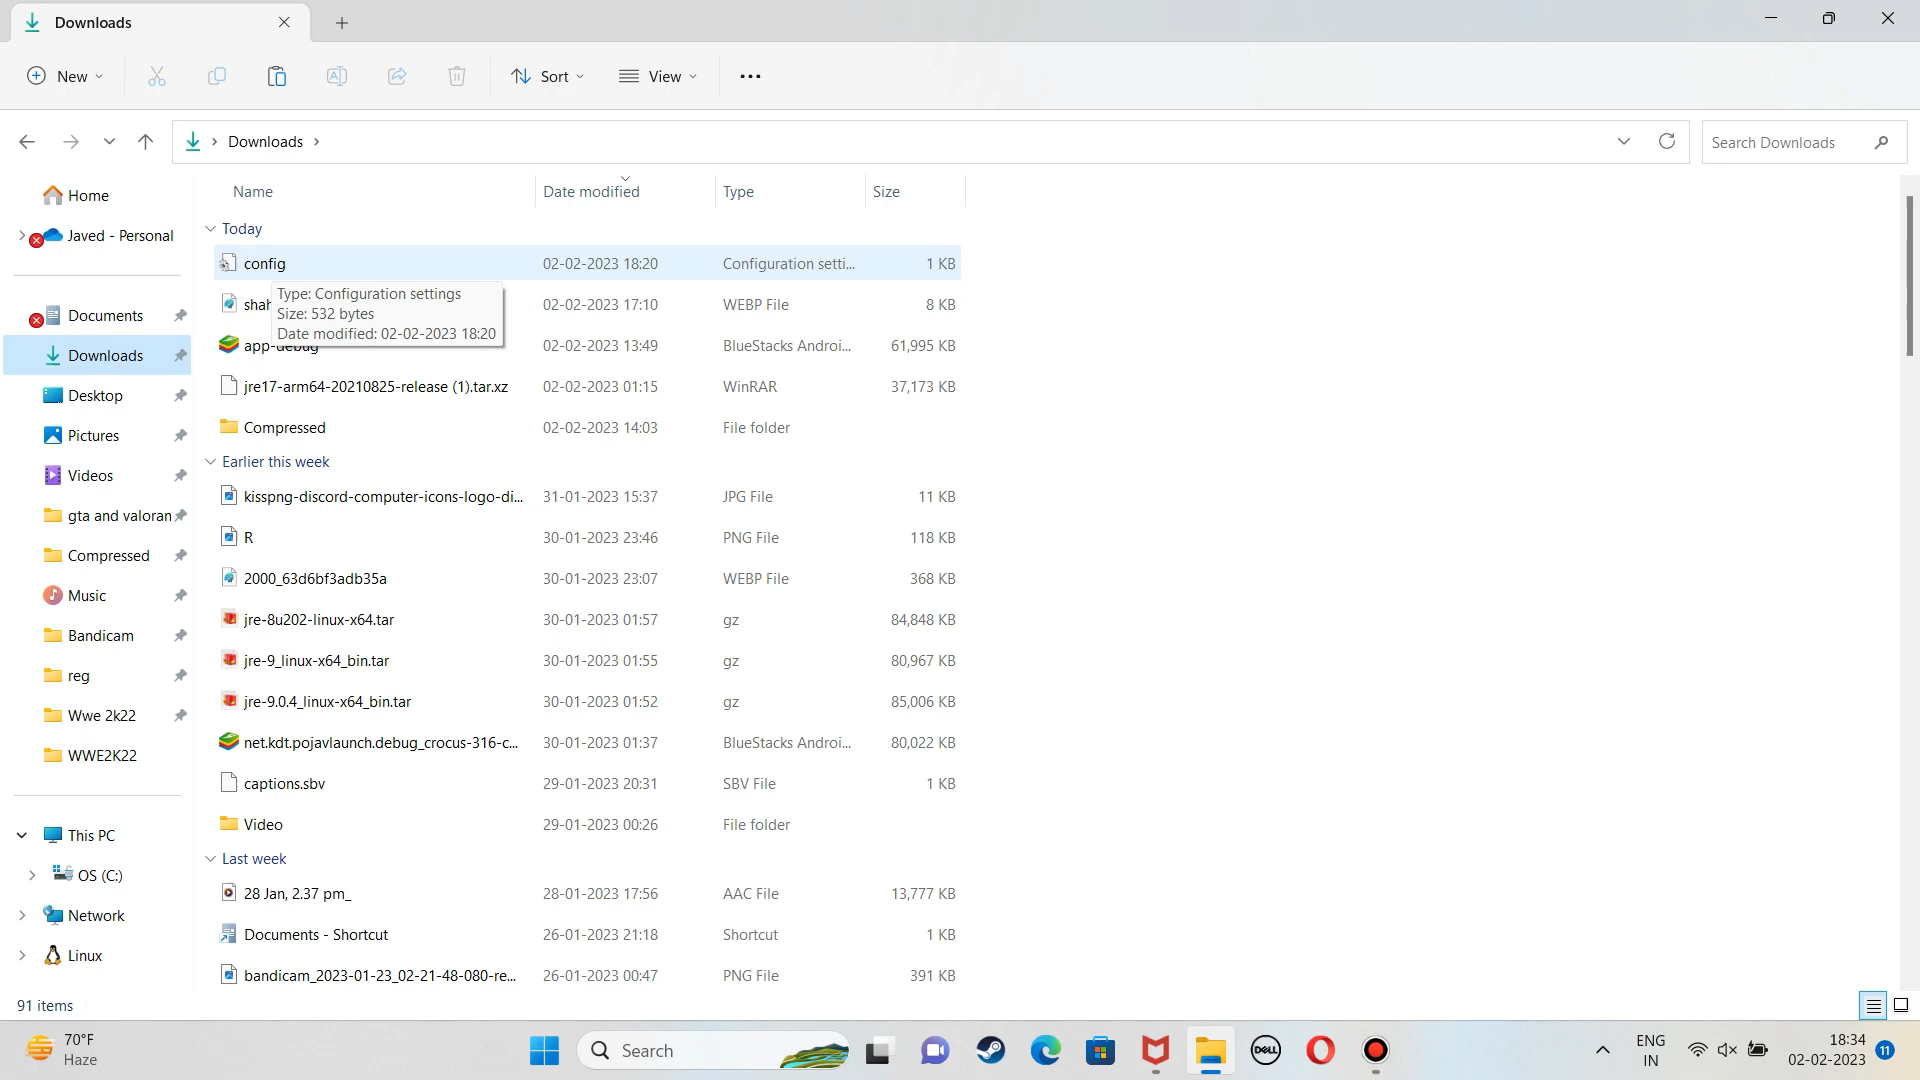 Downloads
New
Sort
View
Downloads
Search Downloads
Home
Javed - Personal
Documents
Downloads
Desktop
Pictures
Videos
gta and valoran
Compressed
Music
Bandicam
reg
Wwe 2k22
WWE2K22
This PC
OS (C:)
Network
Linux
Name Date modified Type Size
Today
config 02-02-2023 18:20 Configuration setti... 1 KB
Type: Configuration settings
Size: 532 bytes
Date modified: 02-02-2023 18:20
02-02-2023 17:10 WEBP File 8 KB
app-debug 02-02-2023 13:49 BlueStacks Androi... 61,995 KB
jre17-arm64-20210825-release (1).tar.xz 02-02-2023 01:15 WinRAR 37,173 KB
Compressed 02-02-2023 14:03 File folder
Earlier this week
kisspng-discord-computer-icons-logo-di... 31-01-2023 15:37 JPG File 11 KB
R 30-01-2023 23:46 PNG File 118 KB
2000_63d6bf3adb35a 30-01-2023 23:07 WEBP File 368 KB
jre-8u202-linux-x64.tar 30-01-2023 01:57 gz 84,848 KB
jre-9_linux-x64_bin.tar 30-01-2023 01:55 gz 80,967 KB
jre-9.0.4_linux-x64_bin.tar 30-01-2023 01:52 gz 85,006 KB
net.kdt.pojavlaunch.debug_crocus-316-c... 30-01-2023 01:37 BlueStacks Androi... 80,022 KB
captions.sbv 29-01-2023 20:31 SBV File 1 KB
Video 29-01-2023 00:26 File folder
Last week
28 Jan, 2.37 pm_ 28-01-2023 17:56 AAC File 13,777 KB
Documents - Shortcut 26-01-2023 21:18 Shortcut 1 KB
bandicam_2023-01-23_02-21-48-080-re... 26-01-2023 00:47 PNG File 391 KB
91 items
70°F
Haze
Search
DELL
ENG
IN
18:34
02-02-2023
11